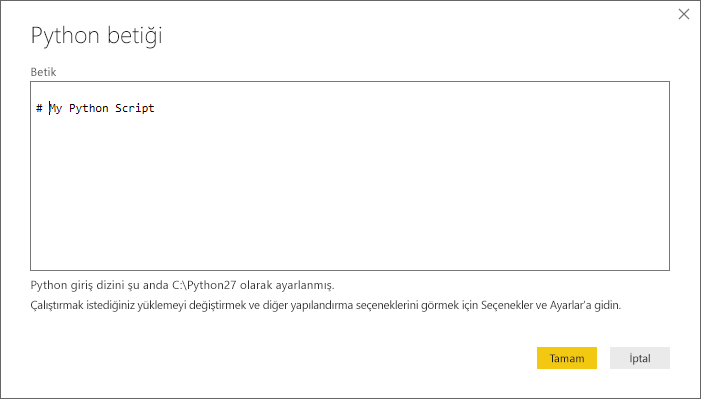 Python betiği
Betik
# My Python Script
Python giriş dizini şu anda C:\Python27 olarak ayarlanmış.
Çalıştırmak istediğiniz yüklemeyi değiştirmek ve diğer yapılandırma seçeneklerini görmek için Seçenekler ve Ayarlar'a gidin.
Tamam
İptal